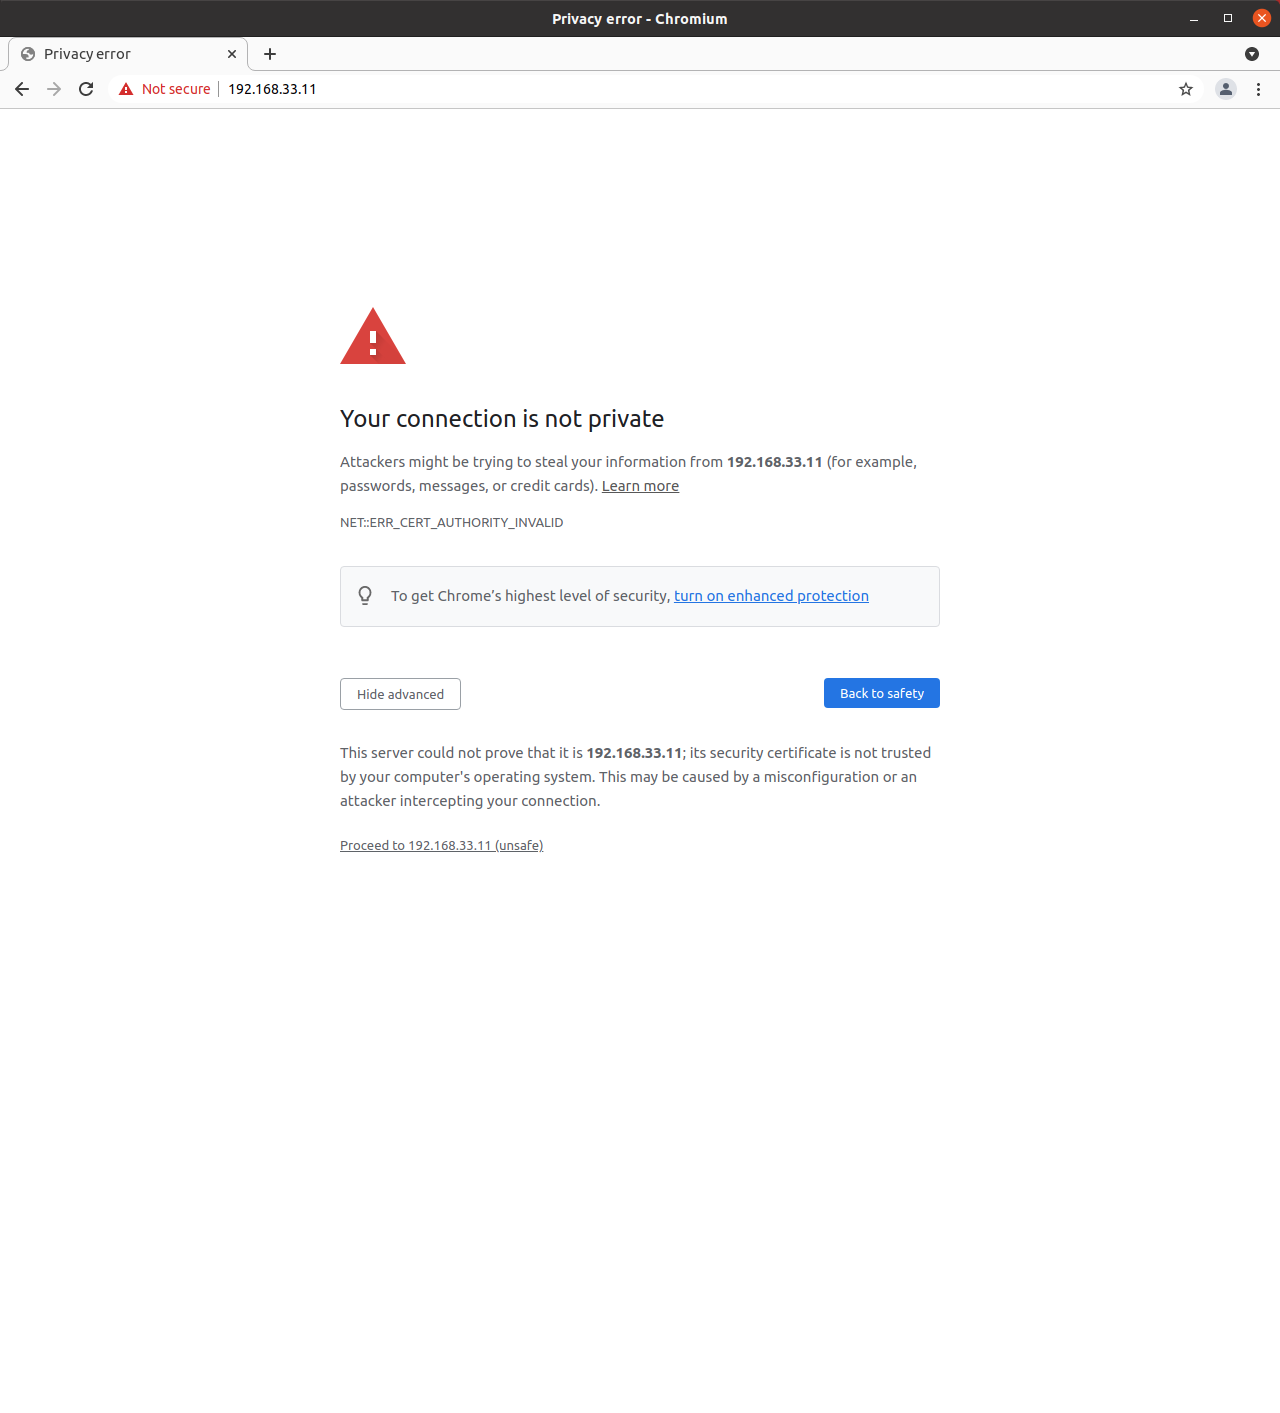 Privacy error - Chromium
Privacy error
Not secure
192.168.33.11
Your connection is not private
Attackers might be trying to steal your information from 192.168.33.11 (for example,
passwords, messages, or credit cards). Learn more
NET::ERR_CERT_AUTHORITY_INVALID
To get Chrome’s highest level of security, turn on enhanced protection
Hide advanced
Back to safety
This server could not prove that it is 192.168.33.11; its security certificate is not trusted
by your computer's operating system. This may be caused by a misconfiguration or an
attacker intercepting your connection.
Proceed to 192.168.33.11 (unsafe)